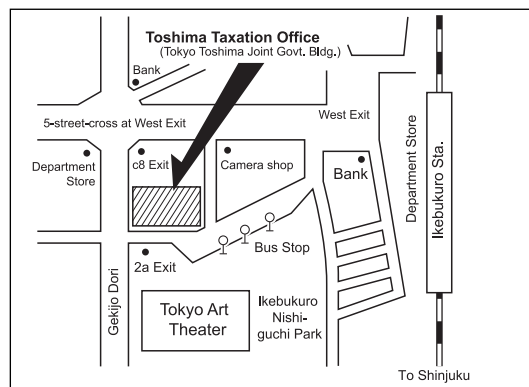 Toshima Taxation Office
(Tokyo Toshima Joint Govt. Bldg.)
Bank
5-street-cross at West Exit
West Exit
Department
Store
c8 Exit
Camera shop
Bank
Department Store
Ikebukuro Sta.
2a Exit
Bus Stop
Gekijo Dori
Tokyo Art
Theater
Ikebukuro
Nishi-
guchi Park
To Shinjuku